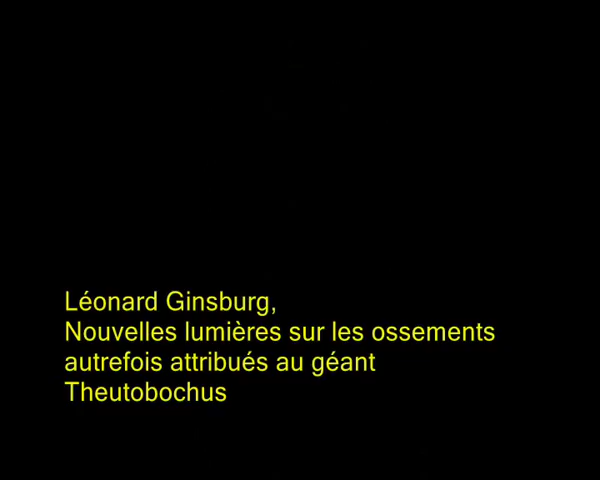 Léonard Ginsburg,
Nouvelles lumières sur les ossements
autrefois attribués au géant
Theutobochus